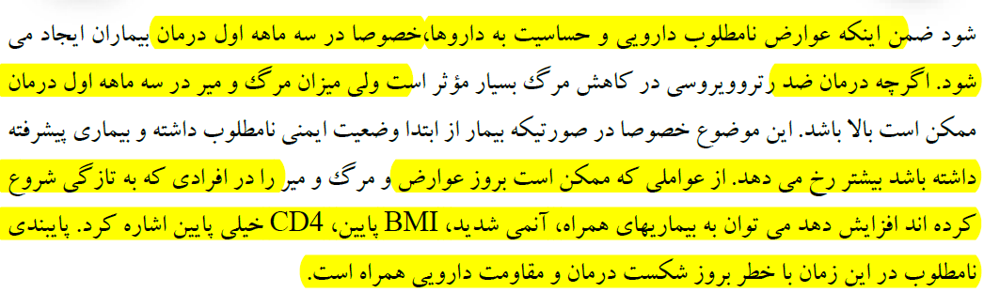 شود ضمن اینکه عوارض نامطلوب دارویی و حساسیت به داروها،خصوصا در سه ماهه اول درمان بیماران ایجاد می
شود. اگرچه درمان ضد رتروویروسی در کاهش مرگ بسیار مؤثر است ولی میزان مرگ و میر در سه ماهه اول درمان
ممکن است بالا باشد. این موضوع خصوصا در صورتیکه بیمار از ابتدا وضعیت ایمنی نامطلوب داشته و بیماری پیشرفته
داشته باشد بیشتر رخ می دهد. از عواملی که ممکن است بروز عوارض و مرگ و میر را در افرادی که به تازگی شروع
کرده اند افزایش دهد می توان به بیماریهای همراه، آنمی شدید، BMI پایین، CD4 خیلی پایین اشاره کرد. پایبندی
نامطلوب در این زمان با خطر بروز شکست درمان و مقاومت دارویی همراه است.